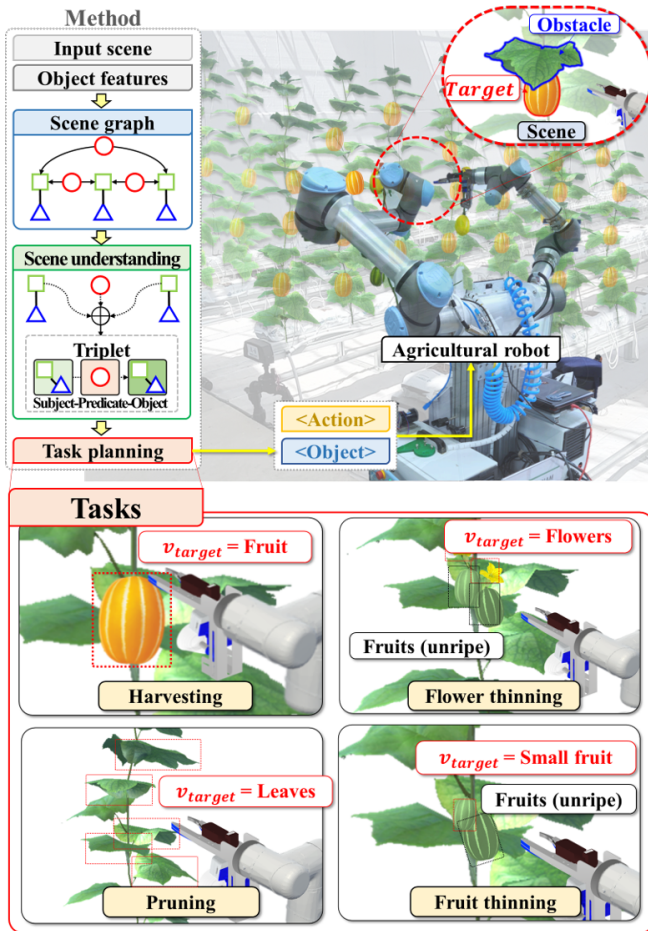 Method
Input scene
Object features
Scene graph
Scene understanding
Triplet
Subject-Predicate-Object
Task planning
Obstacle
Target
Scene
Agricultural robot
<Action>
<Object>
Tasks
v_target = Fruit
Harvesting
v_target = Flowers
Fruits (unripe)
Flower thinning
v_target = Leaves
Pruning
v_target = Small fruit
Fruits (unripe)
Fruit thinning